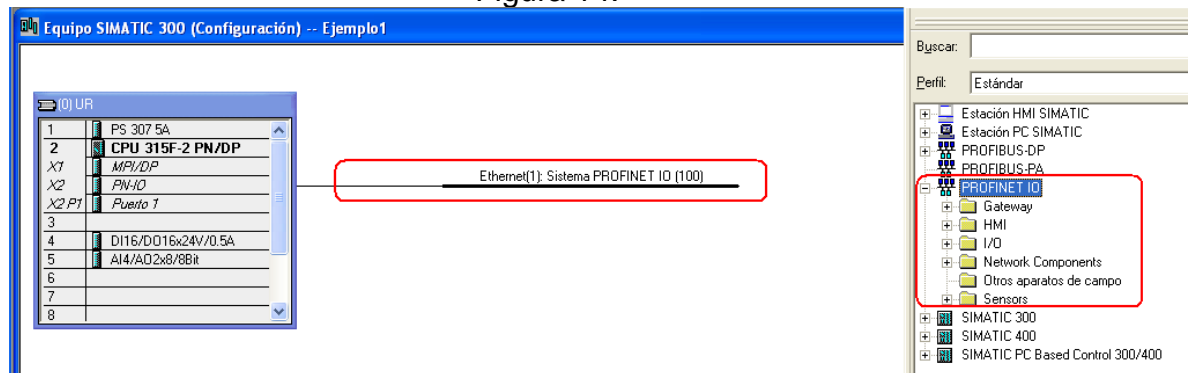 Equipo SIMATIC 300 (Configuración) -- Ejemplo1
(0) UR
1 PS 307 5A
2 CPU 315F-2 PN/DP
X1 MPI/DP
X2 PN-IO
X2 P1 Puerto 1
3
4 DI16/DO16x24V/0.5A
5 AI4/AO2x8/8Bit
6
7
8
Ethernet(1): Sistema PROFINET IO (100)
Buscar:
Perfil: Estándar
Estación HMI SIMATIC
Estación PC SIMATIC
PROFIBUS-DP
PROFIBUS-PA
PROFINET IO
Gateway
HMI
I/O
Network Components
Otros aparatos de campo
Sensors
SIMATIC 300
SIMATIC 400
SIMATIC PC Based Control 300/400